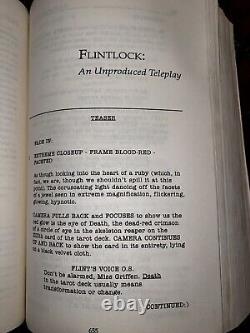 FLINTLOCK:
An Unproduced Teleplay
TEASER
FADE IN:
EXTREME CLOSEUP - FRAME BLOOD-RED -
FACETED
As though looking into the heart of a ruby (which, in
fact, we are, though we shouldn't spill it at this
point. The coruscating light dancing off the facets
of a jewel seen in extreme magnification, flickering,
glowing, hypnotic.
CAMERA PULLS BACK and FOCUSES to show us the
red glow is the eye of Death, the dead-red crimson
of a circle of eye in the skeleton reaper on the
card of the tarot deck. CAMERA CONTINUES
UP AND BACK to show the card in its entirety, lying
on a black velvet cloth.
FLINT'S VOICE O.S.
Don't be alarmed, Miss Griffen. Death
in the tarot deck usually means
transformation or change.
CONTINUED:)
655
ebay